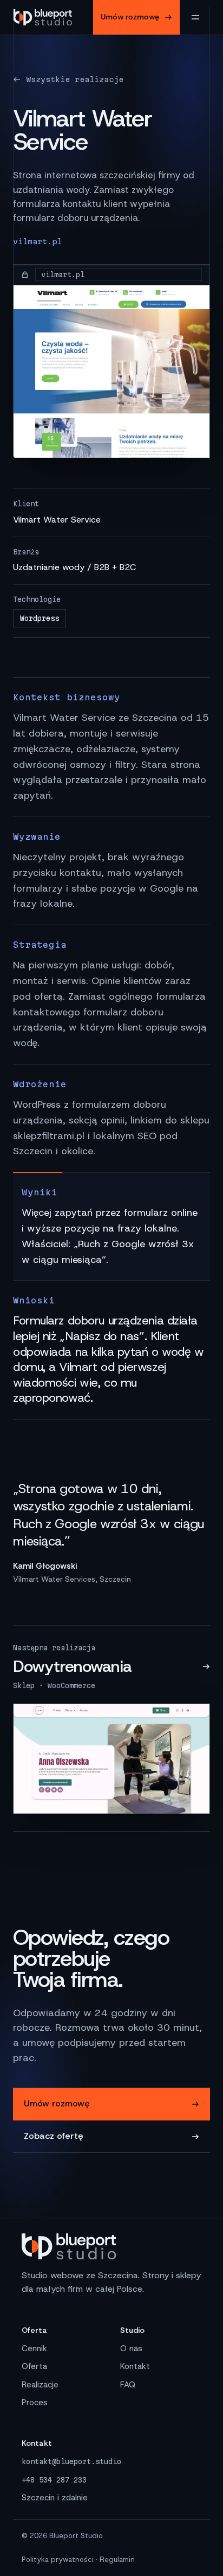 blueport
studio
Umów rozmowę →
← Wszystkie realizacje
Vilmart Water
Service
Strona internetowa szczecińskiej firmy od
uzdatniania wody. Zamiast zwykłego
formularza kontaktu klient wypełnia
formularz doboru urządzenia.
vilmart.pl
vilmart.pl
Vilmart
Czysta woda –
czysta jakość!
15
Uzdatnianie wody na miarę
Twoich potrzeb.
Klient
Vilmart Water Service
Branża
Uzdatnianie wody / B2B + B2C
Technologie
Wordpress
Kontekst biznesowy
Vilmart Water Service ze Szczecina od 15
lat dobiera, montuje i serwisuje
zmiękczacze, odżelaziacze, systemy
odwróconej osmozy i filtry. Stara strona
wyglądała przestarzale i przynosiła mało
zapytań.
Wyzwanie
Nieczytelny projekt, brak wyraźnego
przycisku kontaktu, mało wysłanych
formularzy i słabe pozycje w Google na
frazy lokalne.
Strategia
Na pierwszym planie usługi: dobór,
montaż i serwis. Opinie klientów zaraz
pod ofertą. Zamiast ogólnego formularza
kontaktowego formularz doboru
urządzenia, w którym klient opisuje swoją
wodę.
Wdrożenie
WordPress z formularzem doboru
urządzenia, sekcją opinii, linkiem do sklepu
sklepzfiltrami.pl i lokalnym SEO pod
Szczecin i okolice.
Wyniki
Więcej zapytań przez formularz online
i wyższe pozycje na frazy lokalne.
Właściciel: „Ruch z Google wzrósł 3x
w ciągu miesiąca”.
Wnioski
Formularz doboru urządzenia działa
lepiej niż „Napisz do nas”. Klient
odpowiada na kilka pytań o wodę w
domu, a Vilmart od pierwszej
wiadomości wie, co mu
zaproponować.
„Strona gotowa w 10 dni,
wszystko zgodnie z ustaleniami.
Ruch z Google wzrósł 3x w ciągu
miesiąca.”
Kamil Głogowski
Vilmart Water Services, Szczecin
Następna realizacja
Dowytrenowania →
Sklep · WooCommerce
Anna Olszewska
Opowiedz, czego
potrzebuje
Twoja firma.
Odpowiadamy w 24 godziny w dni
robocze. Rozmowa trwa około 30 minut,
a umowę podpisujemy przed startem
prac.
Umów rozmowę →
Zobacz ofertę →
blueport
studio
Studio webowe ze Szczecina. Strony i sklepy
dla małych firm w całej Polsce.
Oferta
Cennik
Oferta
Realizacje
Proces
Studio
O nas
Kontakt
FAQ
Kontakt
kontakt@blueport.studio
+48 534 287 233
Szczecin i zdalnie
© 2026 Blueport Studio
Polityka prywatności · Regulamin